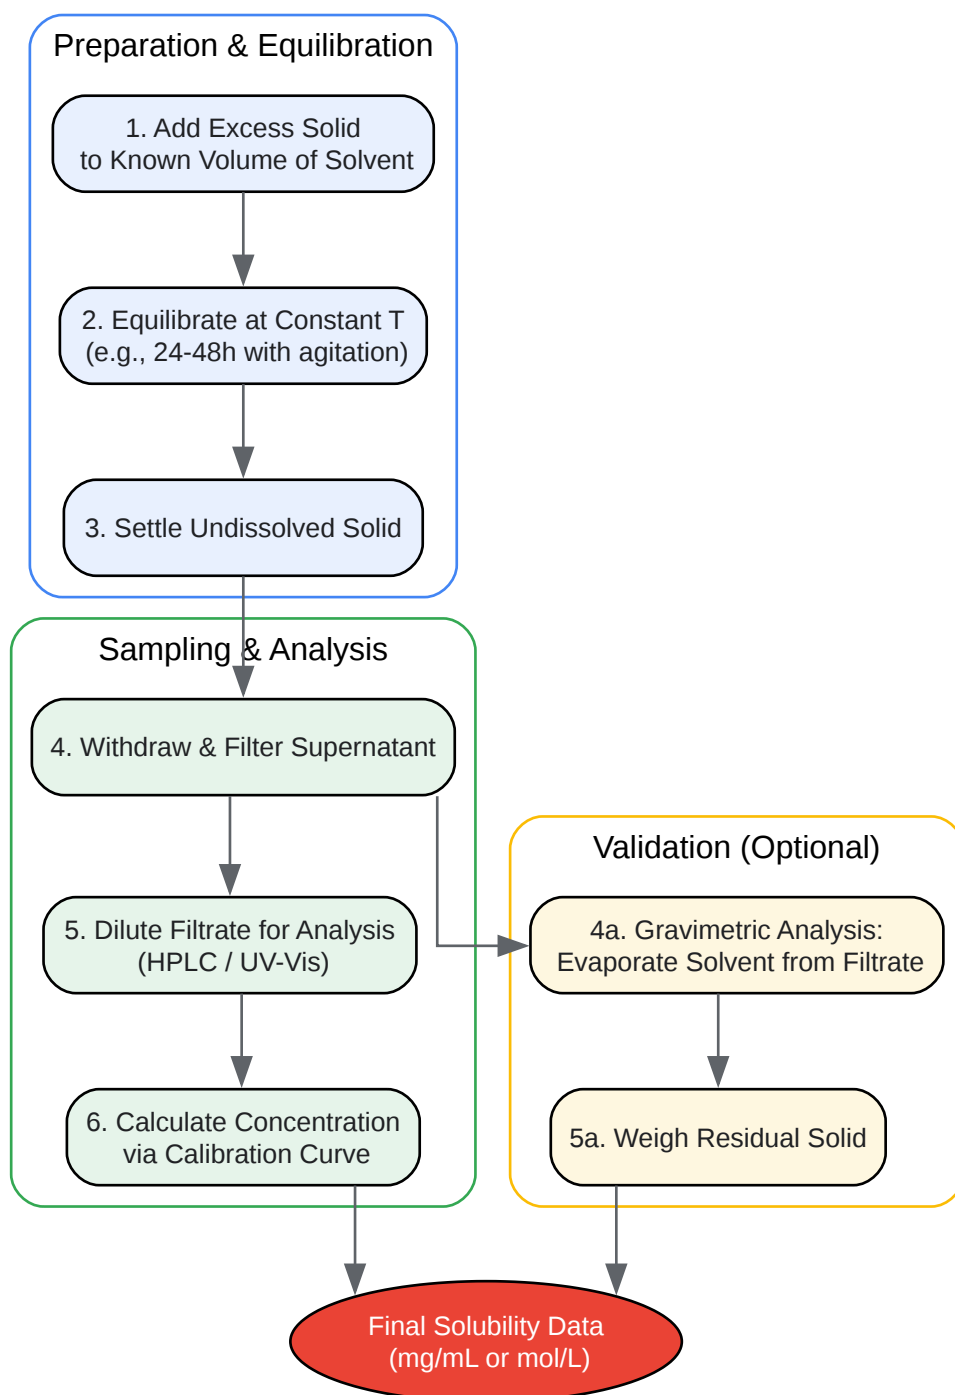 Preparation & Equilibration
1. Add Excess Solid
to Known Volume of Solvent
2. Equilibrate at Constant T
(e.g., 24-48h with agitation)
3. Settle Undissolved Solid
Sampling & Analysis
4. Withdraw & Filter Supernatant
5. Dilute Filtrate for Analysis
(HPLC / UV-Vis)
6. Calculate Concentration
via Calibration Curve
Validation (Optional)
4a. Gravimetric Analysis:
Evaporate Solvent from Filtrate
5a. Weigh Residual Solid
Final Solubility Data
(mg/mL or mol/L)